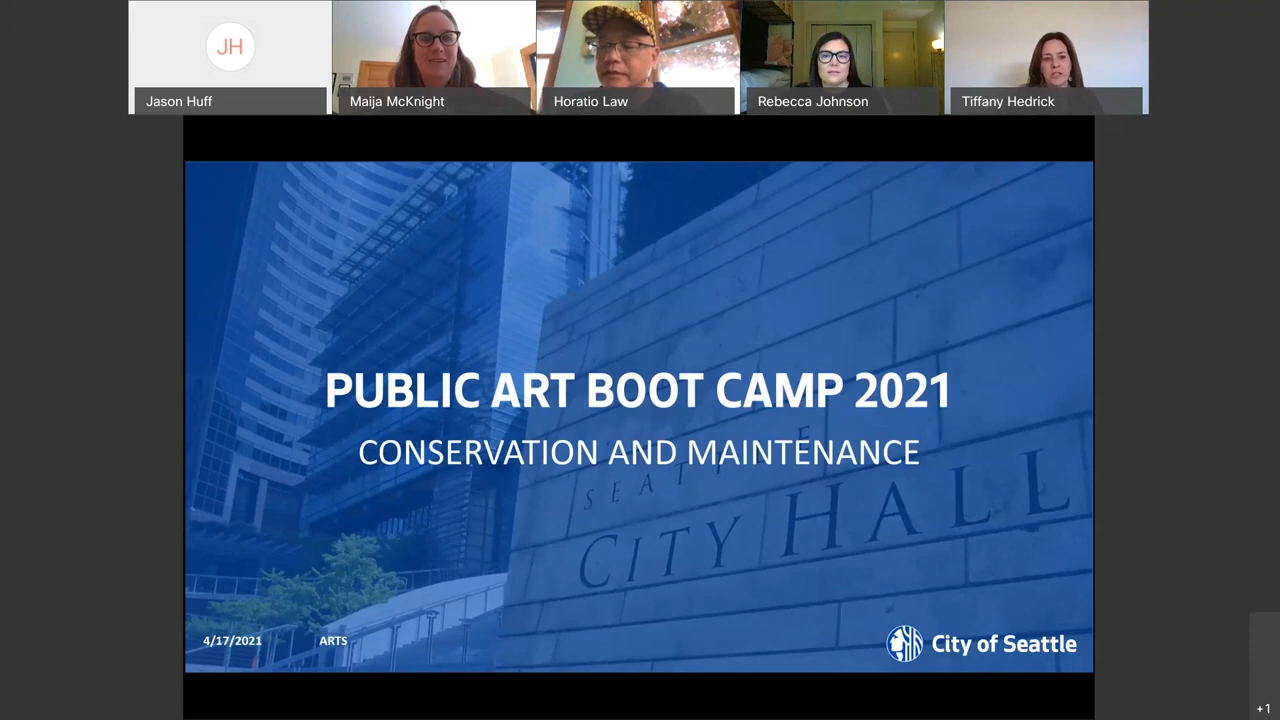 JH
Jason Huff
Maija McKnight
Horatio Law
Rebecca Johnson
Tiffany Hedrick
PUBLIC ART BOOT CAMP 2021
CONSERVATION AND MAINTENANCE
SEATTLE
CITY HALL
4/17/2021
ARTS
City of Seattle
+1